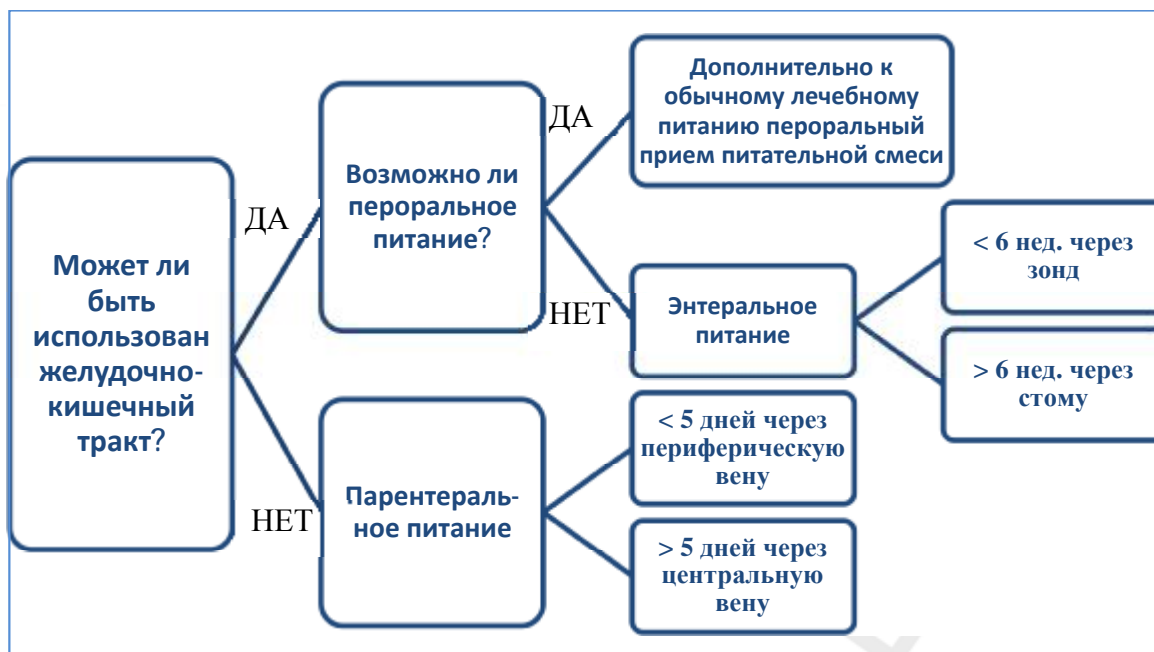 Может ли
быть
использован
желудочно-
кишечный
тракт?
ДА
НЕТ
Возможно ли
пероральное
питание?
ДА
НЕТ
Дополнительно к
обычному лечебному
питанию пероральный
прием питательной смеси
Энтеральное
питание
< 6 нед. через
зонд
> 6 нед. через
стому
Парентераль-
ное питание
< 5 дней через
периферическую
вену
> 5 дней через
центральную
вену